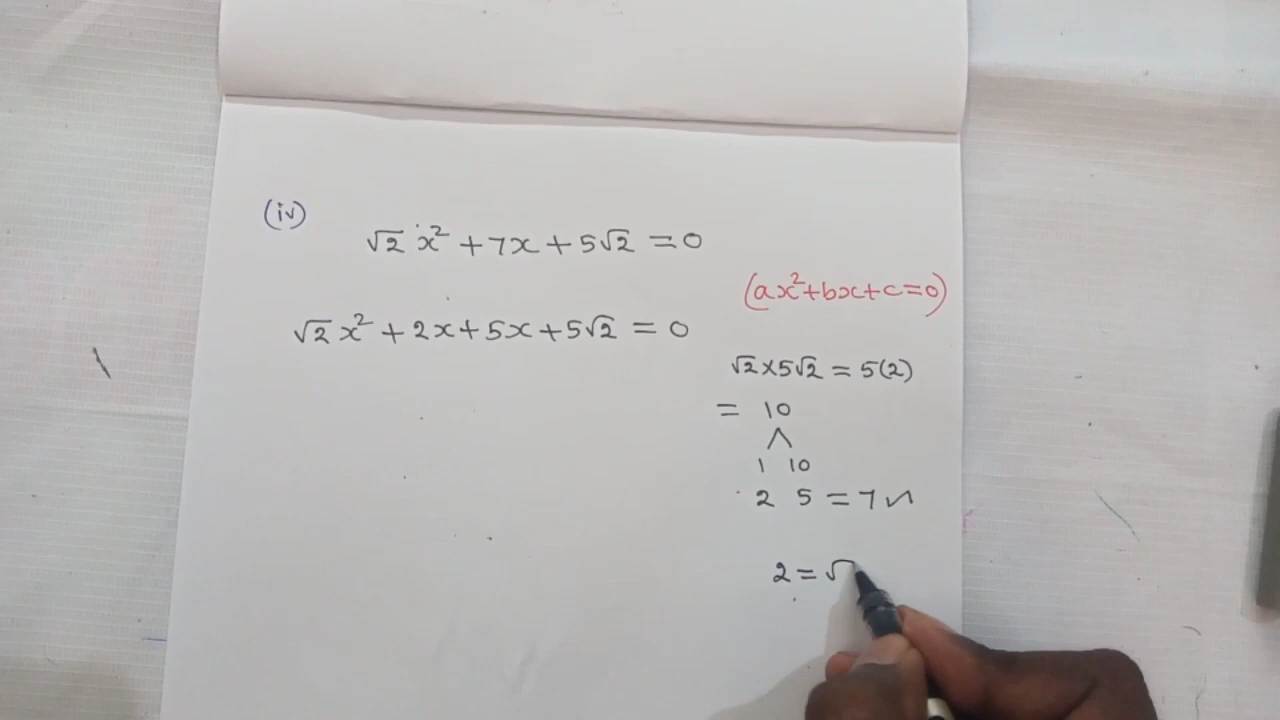 (iv)
√2 x² + 7x + 5√2 = 0
(ax²+bx+c=0)
√2 x² + 2x + 5x + 5√2 = 0
√2 × 5√2 = 5(2)
= 10
∧
1 10
2 5 = 7 ✓
2 = √